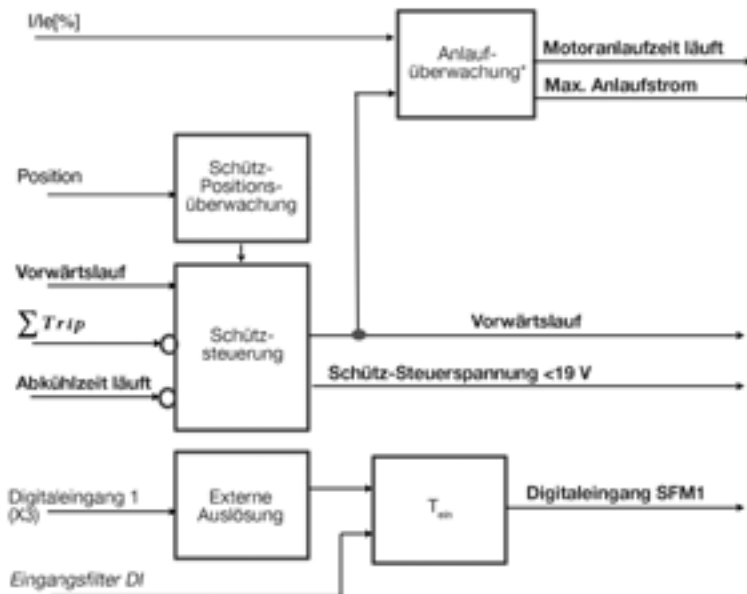 I/Ie[%]
Anlauf-
überwachung*
Motoranlaufzeit läuft
Max. Anlaufstrom
Position
Schütz-
Positions-
überwachung
Vorwärtslauf
∑ Trip
Abkühlzeit läuft
Schütz-
steuerung
Vorwärtslauf
Schütz-Steuerspannung <19 V
Digitaleingang 1
(X3)
Externe
Auslösung
T ein
Digitaleingang SFM1
Eingangsfilter DI